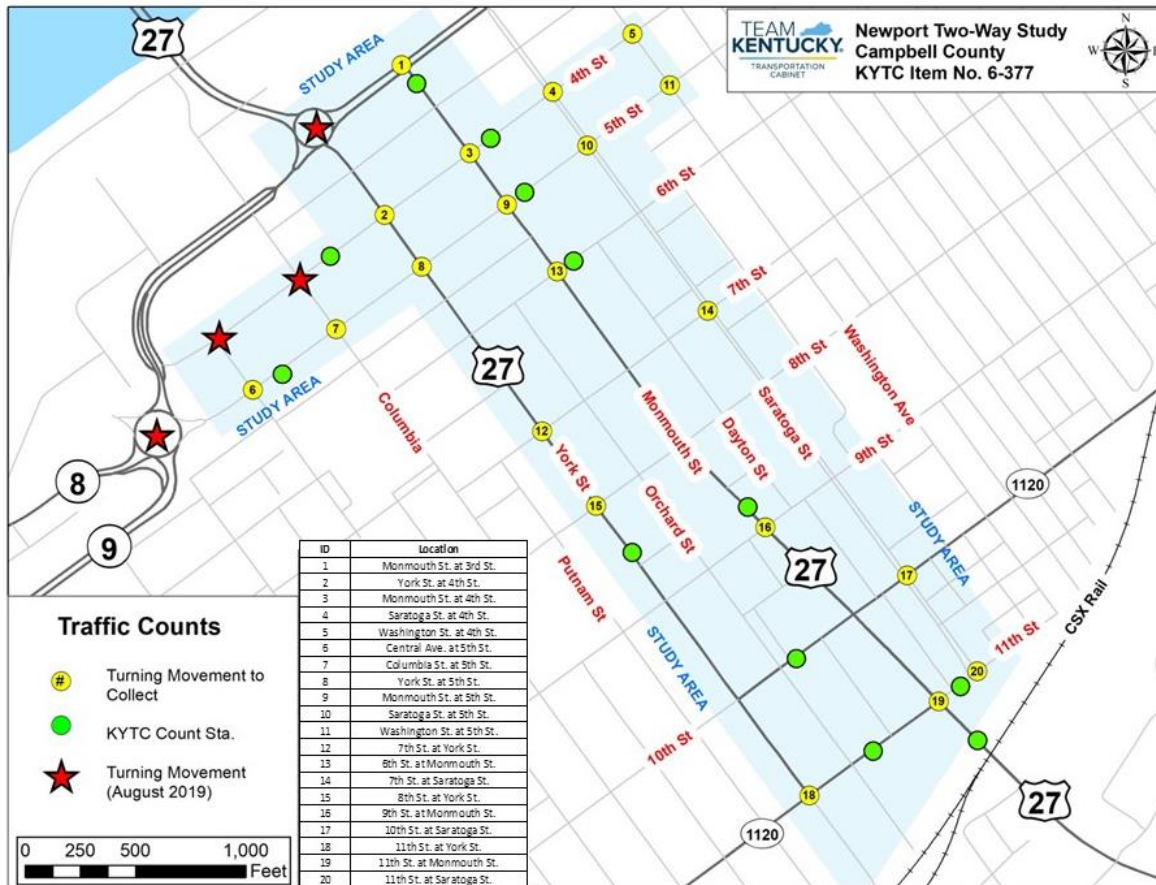 27
STUDY AREA
TEAM
KENTUCKY
TRANSPORTATION
CABINET
Newport Two-Way Study
Campbell County
KYTC Item No. 6-377
N
W
E
S
1
5
4th St
4
11
5th St
10
3
6th St
2
9
8
13
7th St
14
7
8th St
Washington Ave
6
STUDY AREA
27
Columbia
Monmouth St
Dayton St
Saratoga St
9th St
12
York St
15
Orchard St
16
1120
8
9
Putnam St
27
17
STUDY AREA
STUDY AREA
CSX Rail
11th St
20
19
10th St
18
1120
27
ID Location
1 Monmouth St. at 3rd St.
2 York St. at 4th St.
3 Monmouth St. at 4th St.
4 Saratoga St. at 4th St.
5 Washington St. at 4th St.
6 Central Ave. at 5th St.
7 Columbia St. at 5th St.
8 York St. at 5th St.
9 Monmouth St. at 5th St.
10 Saratoga St. at 5th St.
11 Washington St. at 5th St.
12 7th St. at York St.
13 6th St. at Monmouth St.
14 7th St. at Saratoga St.
15 8th St. at York St.
16 9th St. at Monmouth St.
17 10th St. at Saratoga St.
18 11th St. at York St.
19 11th St. at Monmouth St.
20 11th St. at Saratoga St.
Traffic Counts
# Turning Movement to
Collect
KYTC Count Sta.
Turning Movement
(August 2019)
0 250 500 1,000
Feet